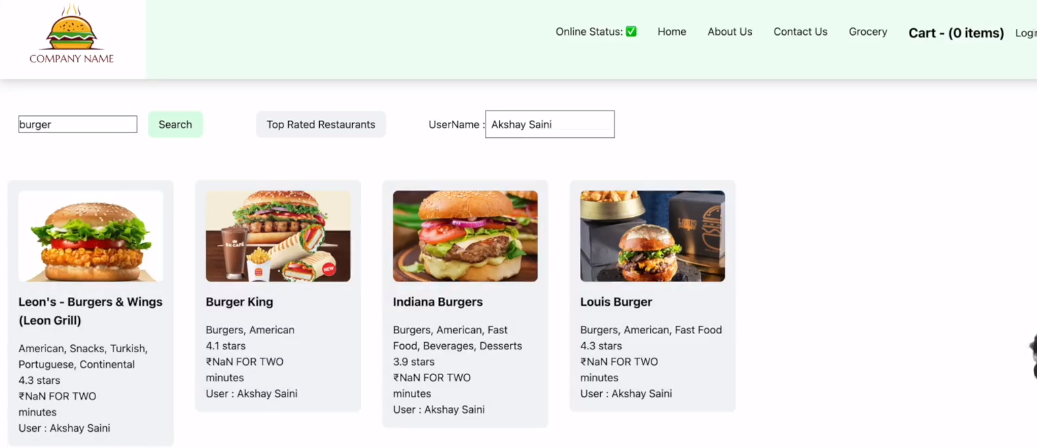 COMPANY NAME
Online Status: ✅ Home About Us Contact Us Grocery Cart - (0 items)
burger Search Top Rated Restaurants UserName : Akshay Saini
Leon's - Burgers & Wings
(Leon Grill)
American, Snacks, Turkish,
Portuguese, Continental
4.3 stars
₹NaN FOR TWO
minutes
User : Akshay Saini
Burger King
Burgers, American
4.1 stars
₹NaN FOR TWO
minutes
User : Akshay Saini
Indiana Burgers
Burgers, American, Fast
Food, Beverages, Desserts
3.9 stars
₹NaN FOR TWO
minutes
User : Akshay Saini
Louis Burger
Burgers, American, Fast Food
4.3 stars
₹NaN FOR TWO
minutes
User : Akshay Saini